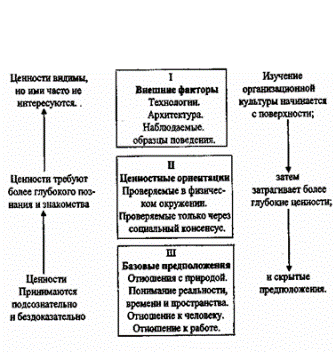 Ценности видимы,
но ими часто не
интересуются. .
Ценности требуют
более глубокого поз-
нания и знакомства
Ценности
Принимаются
подсознательно
и бездоказательно
I
Внешние факторы
Технологии.
Архитектура.
Наблюдаемые.
образцы поведения.
II
Ценностные ориентации
Проверяемые в физичес-
ком окружении.
Проверяемые только через
социальный консенсус.
III
Базовые предположения
Отношения с природой.
Понимание реальности,
времени и пространства.
Отношение к человеку.
Отношение к работе.
Изучение
организационной
культуры начинается
с поверхности;
затем
затрагивает более
глубокие ценности;
и скрытые
предположения.